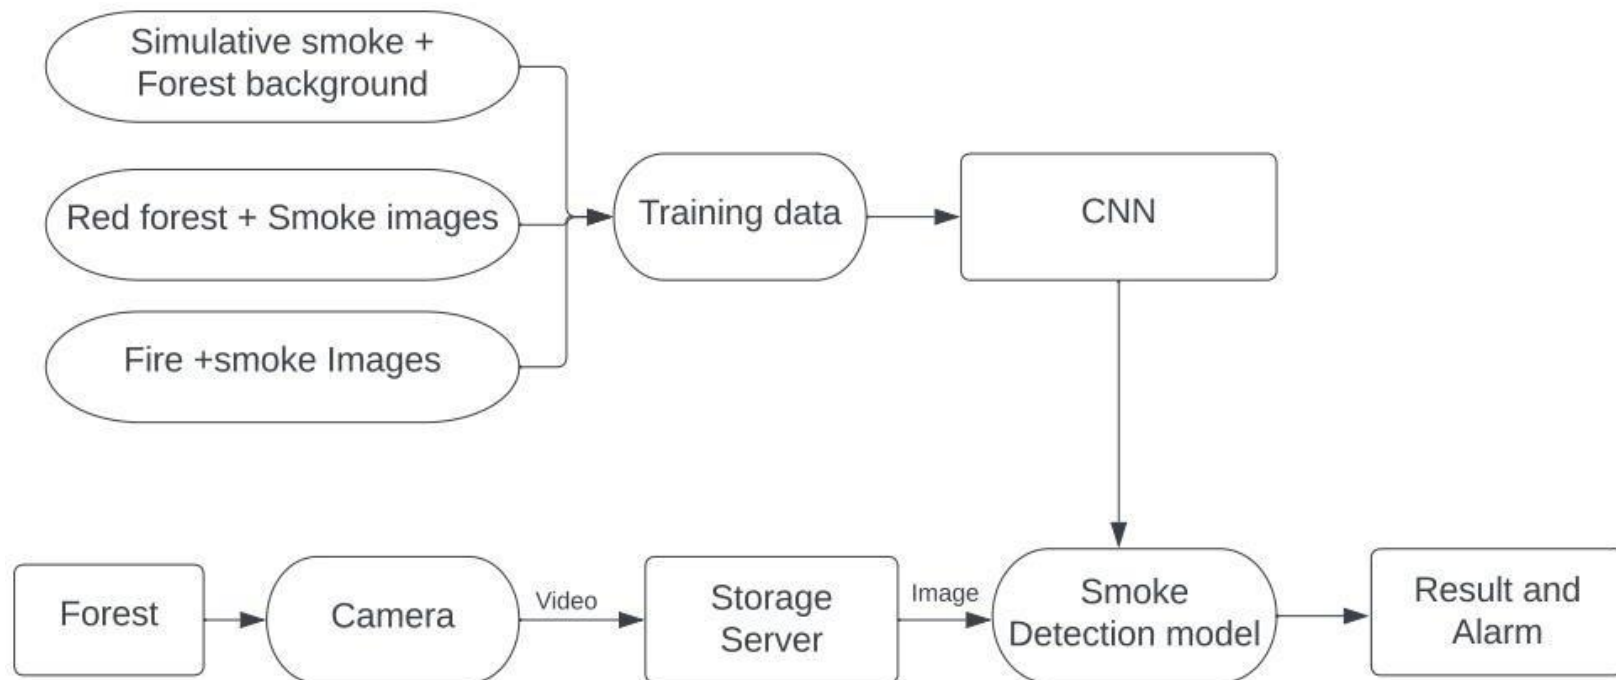 Simulative smoke +
Forest background
Red forest + Smoke images
Training data
CNN
Fire +smoke Images
Forest
Camera
Video
Storage
Server
Image
Smoke
Detection model
Result and
Alarm